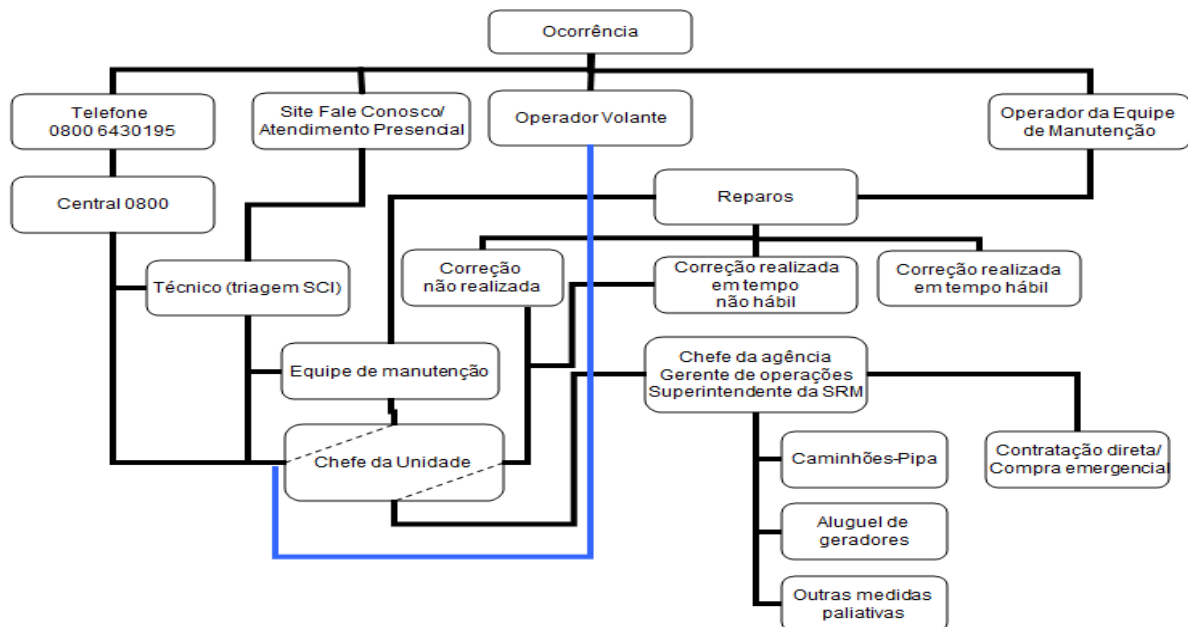 Ocorrência
Telefone
0800 6430195
Site Fale Conosco/
Atendimento Presencial
Operador Volante
Operador da Equipe
de Manutenção
Central 0800
Reparos
Técnico (triagem SCI)
Correção
não realizada
Correção realizada
em tempo
não hábil
Correção realizada
em tempo hábil
Equipe de manutenção
Chefe da agência
Gerente de operações
Superintendente da SRM
Chefe da Unidade
Caminhões-Pipa
Contratação direta/
Compra emergencial
Aluguel de
geradores
Outras medidas
paliativas